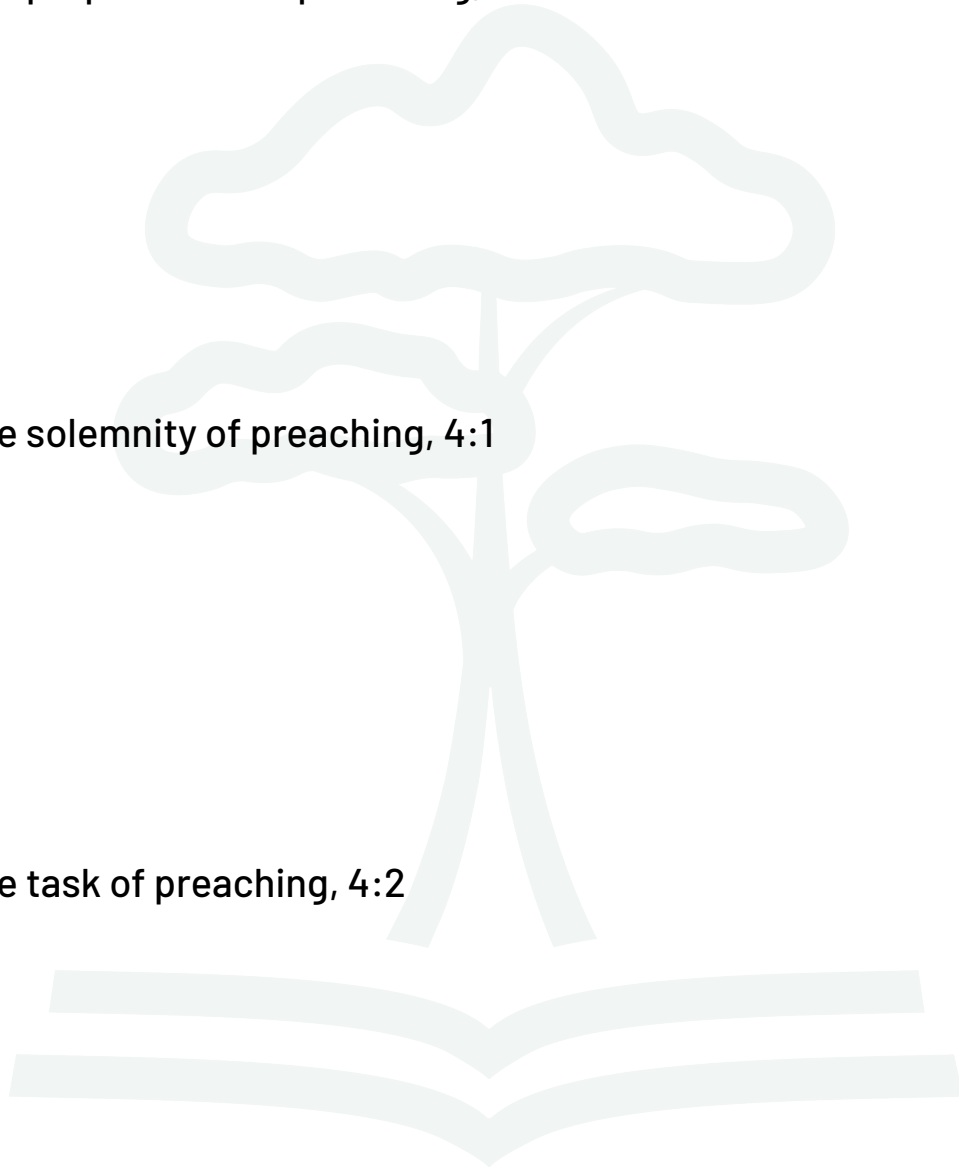 e solemnity of preaching, 4:1
e task of preaching, 4:2